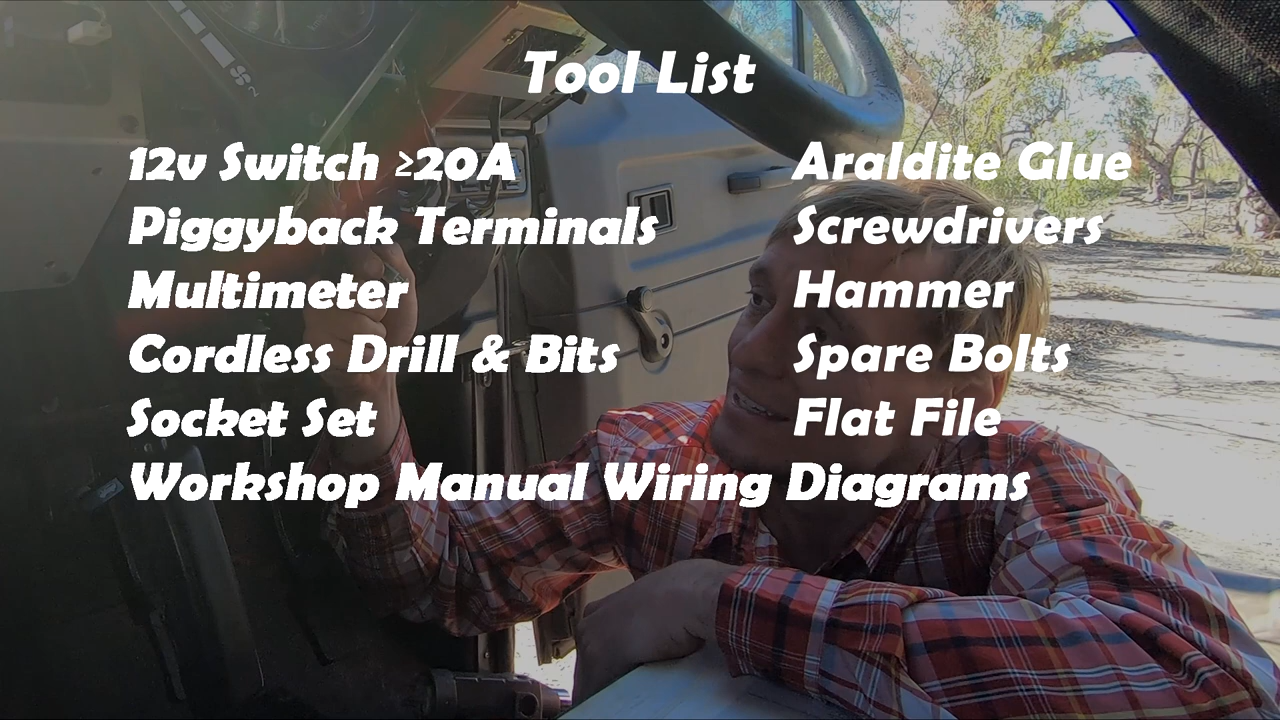 Tool List
12v Switch ≥20A
Piggyback Terminals
Multimeter
Cordless Drill & Bits
Socket Set
Araldite Glue
Screwdrivers
Hammer
Spare Bolts
Flat File
Workshop Manual Wiring Diagrams